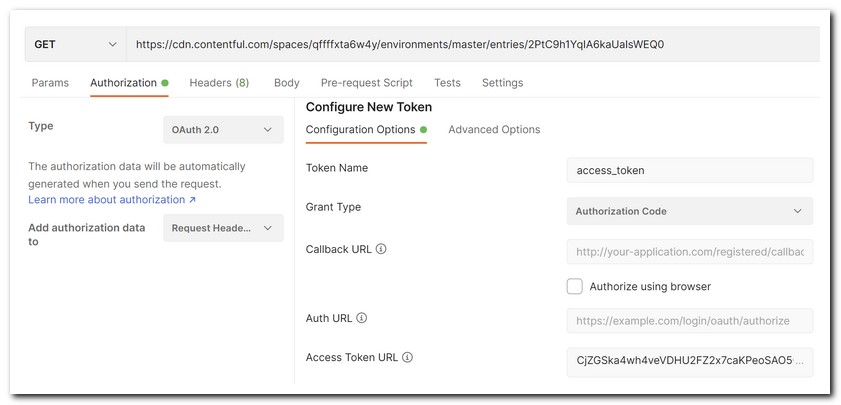 GET https://cdn.contentful.com/spaces/qffffxta6w4y/environments/master/entries/2PtC9h1YqIA6kaUaIsWEQ0
Params Authorization Headers (8) Body Pre-request Script Tests Settings
Type
OAuth 2.0
The authorization data will be automatically
generated when you send the request.
Learn more about authorization ↗
Add authorization data
to
Request Heade...
Configure New Token
Configuration Options Advanced Options
Token Name
access_token
Grant Type
Authorization Code
Callback URL
http://your-application.com/registered/callbac
Authorize using browser
Auth URL
https://example.com/login/oauth/authorize
Access Token URL
CjZGSka4wh4veVDHU2FZ2x7caKPeoSAO5 ...